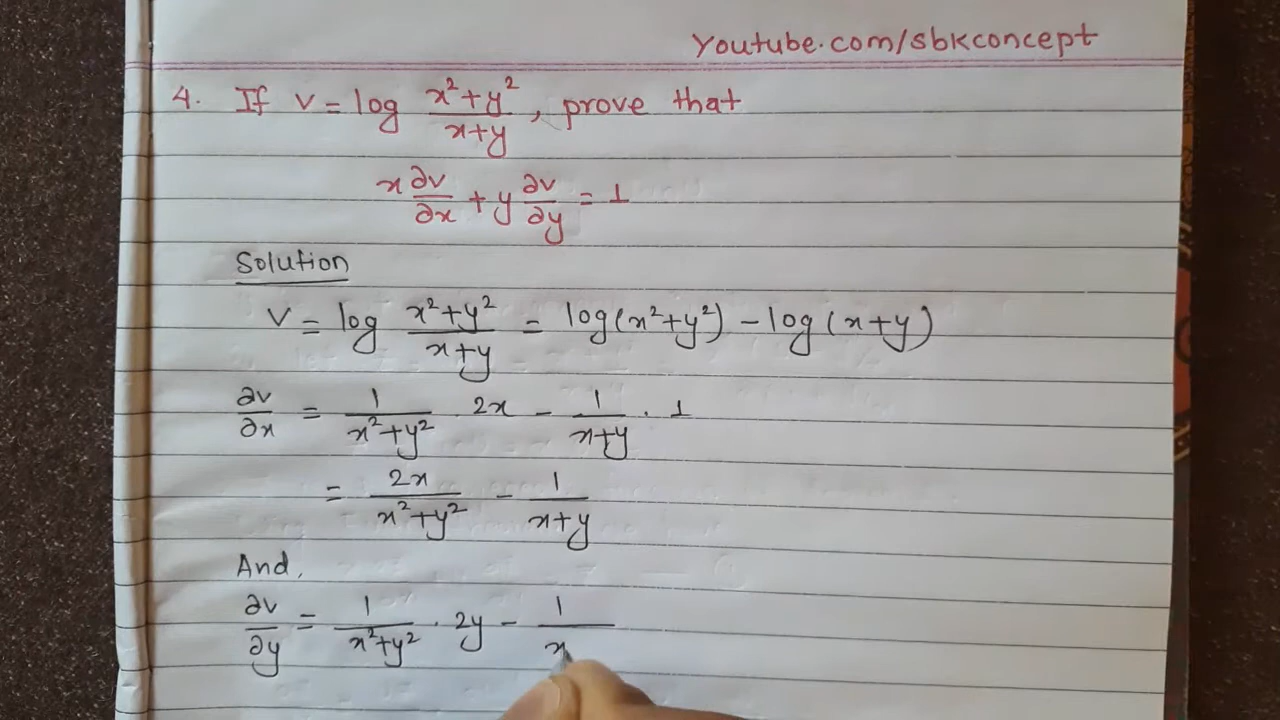 Youtube.com/sbkconcept
4. If v = log (x²+y²)/(x+y), prove that
x ∂v/∂x + y ∂v/∂y = 1
Solution
v = log (x²+y²)/(x+y) = log(x²+y²) - log(x+y)
∂v/∂x = 1/(x²+y²) 2x - 1/(x+y) · 1
= 2x/(x²+y²) - 1/(x+y)
And,
∂v/∂y = 1/(x²+y²) · 2y - 1/x